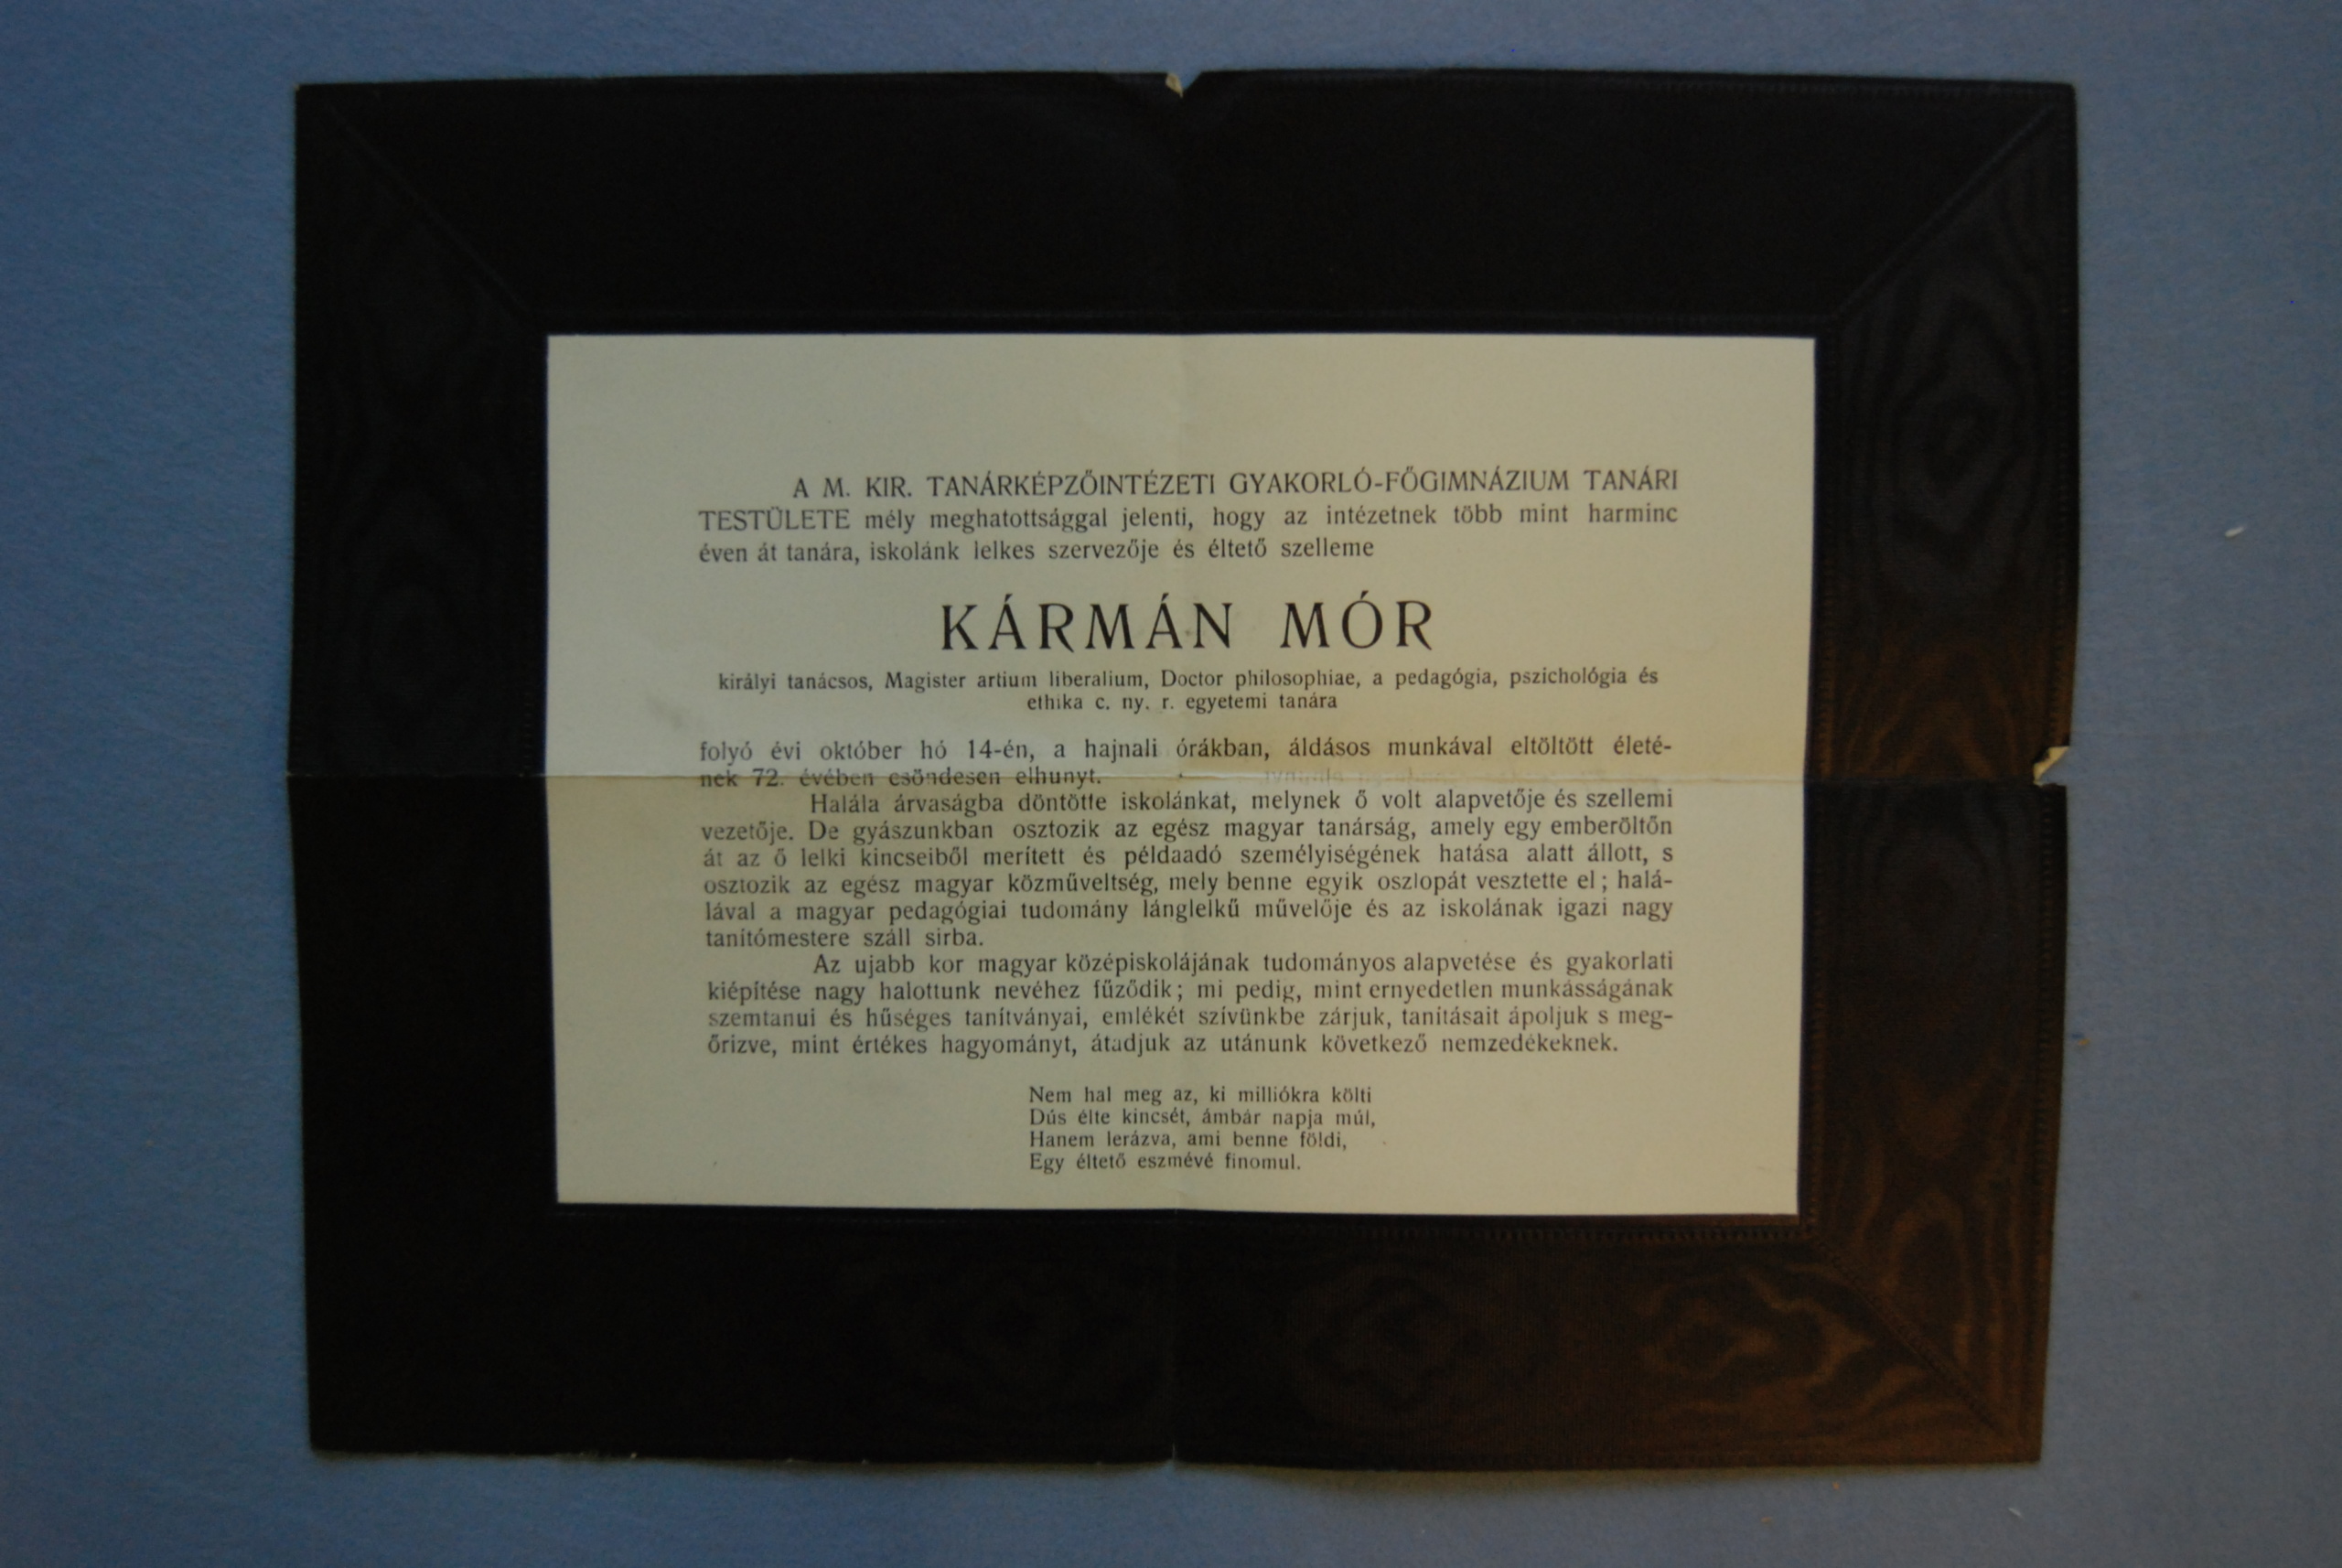 A M. KIR. TANÁRKÉPZŐINTÉZETI GYAKORLÓ-FŐGIMNÁZIUM TANÁRI
TESTÜLETE mély meghatottsággal jelenti, hogy az intézetnek több mint harminc
éven át tanára, iskolánk lelkes szervezője és éltető szelleme
KÁRMÁN MÓR
királyi tanácsos, Magister artium liberalium, Doctor philosophiae, a pedagógia, pszichológia és
ethika c. ny. r. egyetemi tanára
folyó évi október hó 14-én, a hajnali órákban, áldásos munkával eltöltött életé-
nek 72. évében csöndesen elhunyt.
Halála árvaságba döntötte iskolánkat, melynek ő volt alapvetője és szellemi
vezetője. De gyászunkban osztozik az egész magyar tanárság, amely egy emberöltőn
át az ő lelki kincseiből merített és példaadó személyiségének hatása alatt állott, s
osztozik az egész magyar közműveltség, mely benne egyik oszlopát vesztette el; halá-
lával a magyar pedagógiai tudomány lánglelkű művelője és az iskolának igazi nagy
tanítómestere száll sirba.
Az ujabb kor magyar középiskolájának tudományos alapvetése és gyakorlati
kiépítése nagy halottunk nevéhez fűződik; mi pedig, mint ernyedetlen munkásságának
szemtanui és hűséges tanítványai, emlékét szívünkbe zárjuk, tanításait ápoljuk s meg-
őrizve, mint értékes hagyományt, átadjuk az utánunk következő nemzedékeknek.
Nem hal meg az, ki milliókra költi
Dús élte kincsét, ámbár napja múl,
Hanem lerázva, ami benne földi,
Egy éltető eszmévé finomul.